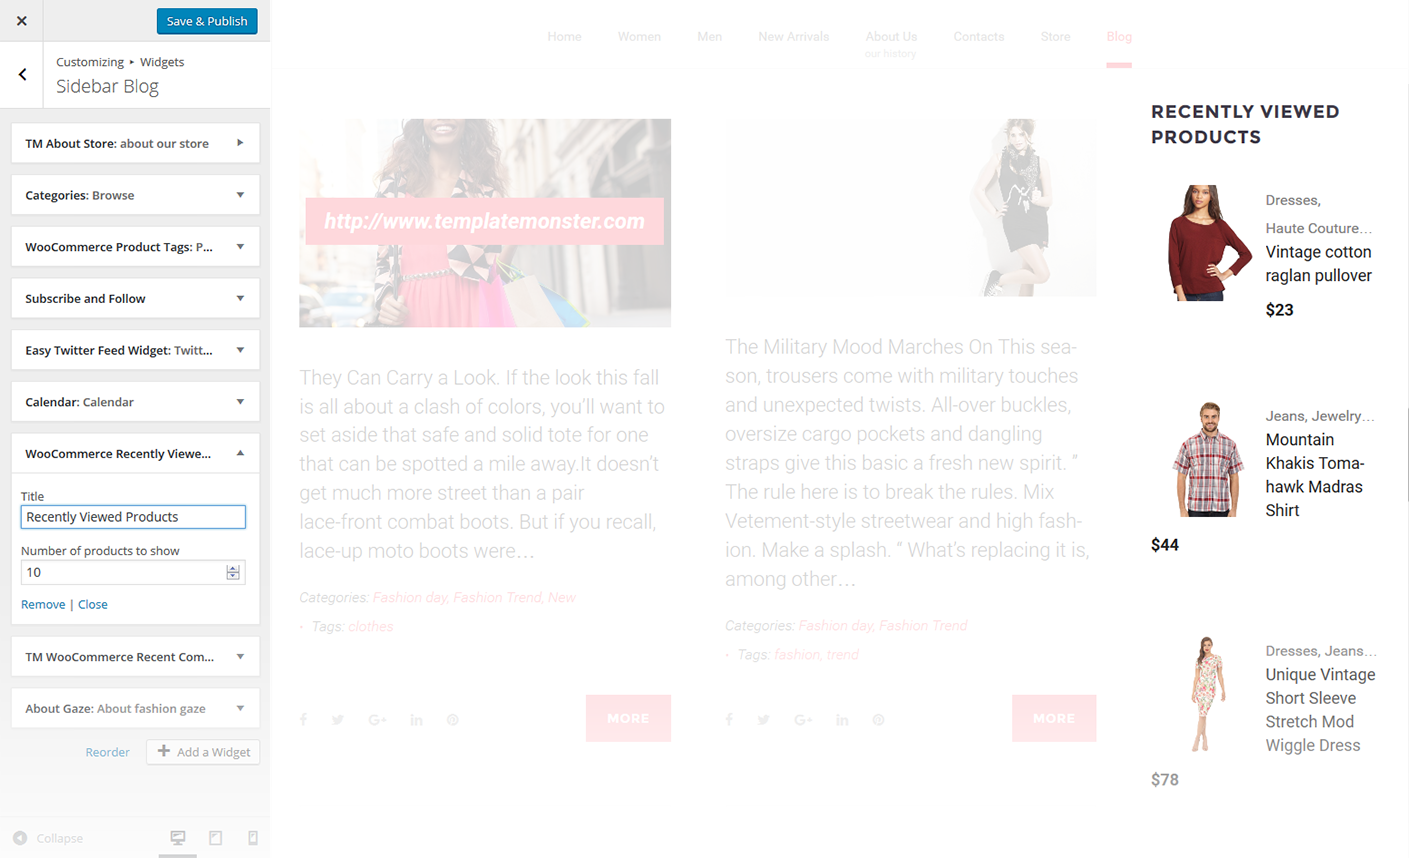 Save & Publish
Customizing ▸ Widgets
Sidebar Blog
TM About Store: about our store
Categories: Browse
WooCommerce Product Tags: P...
Subscribe and Follow
Easy Twitter Feed Widget: Twitt...
Calendar: Calendar
WooCommerce Recently Viewe...
Title
Recently Viewed Products
Number of products to show
10
Remove | Close
TM WooCommerce Recent Com...
About Gaze: About fashion gaze
Reorder
Add a Widget
Collapse
Home Women Men New Arrivals About Us Contacts Store Blog
our history
http://www.templatemonster.com
They Can Carry a Look. If the look this fall
is all about a clash of colors, you’ll want to
set aside that safe and solid tote for one
that can be spotted a mile away.It doesn’t
get much more street than a pair
lace-front combat boots. But if you recall,
lace-up moto boots were…
Categories: Fashion day, Fashion Trend, New
· Tags: clothes
MORE
The Military Mood Marches On This sea-
son, trousers come with military touches
and unexpected twists. All-over buckles,
oversize cargo pockets and dangling
straps give this basic a fresh new spirit. ”
The rule here is to break the rules. Mix
Vetement-style streetwear and high fash-
ion. Make a splash. ” What’s replacing it is,
among other…
Categories: Fashion day, Fashion Trend
· Tags: fashion, trend
MORE
RECENTLY VIEWED
PRODUCTS
Dresses,
Haute Couture...
Vintage cotton
raglan pullover
$23
Jeans, Jewelry...
Mountain
Khakis Toma-
hawk Madras
Shirt
$44
Dresses, Jeans...
Unique Vintage
Short Sleeve
Stretch Mod
Wiggle Dress
$78